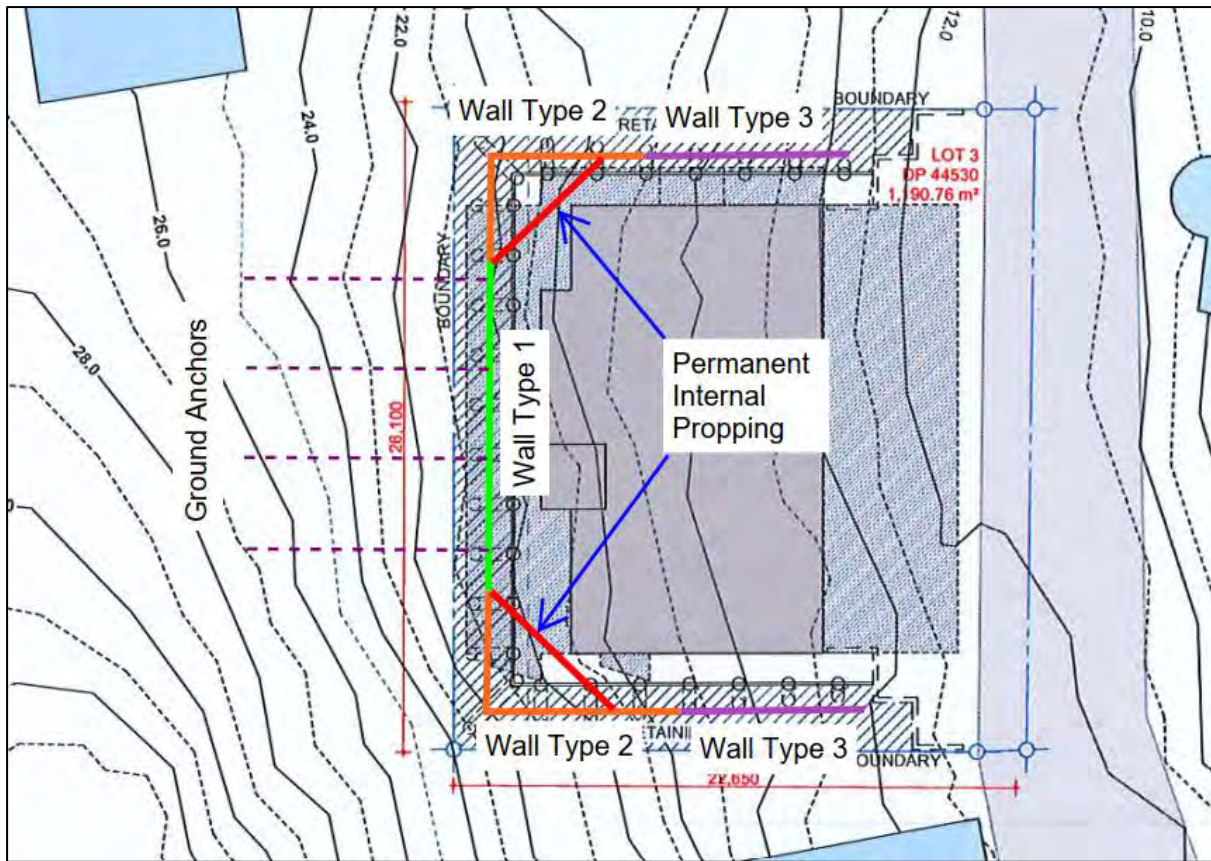 22.0
24.0
26.0
28.0
12.0
10.0
Wall Type 2
RETA
Wall Type 3
BOUNDARY
LOT 3
DP 44530
1,190.76 m²
BOUNDARY
Ground Anchors
26,100
Wall Type 1
Permanent
Internal
Propping
Wall Type 2
TAINI
Wall Type 3
OUNDARY
22,650